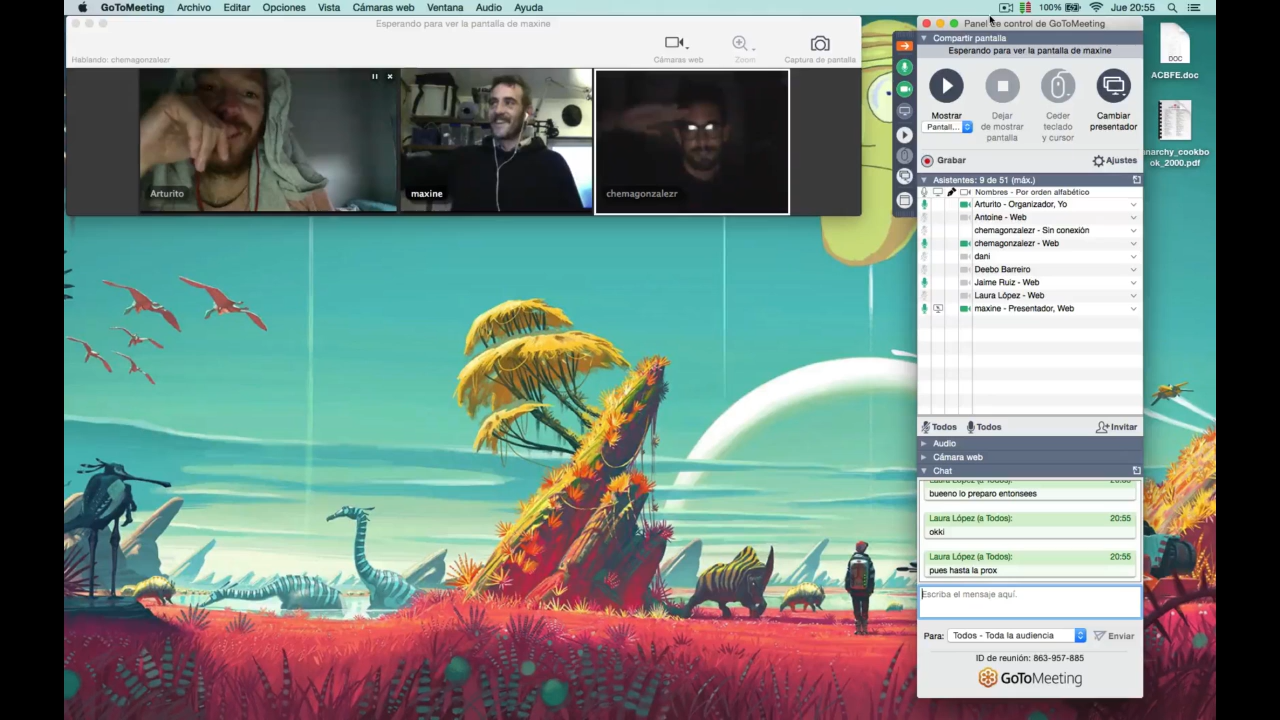 GoToMeeting Archivo Editar Opciones Vista Cámaras web Ventana Audio Ayuda
100% Jue 20:55
Esperando para ver la pantalla de maxine
Hablando: chemagonzalezr
Cámaras web
Zoom
Captura de pantalla
Arturito
maxine
chemagonzalezr
Panel de control de GoToMeeting
Compartir pantalla
Esperando para ver la pantalla de maxine
Mostrar
Pantall...
Dejar de mostrar pantalla
Ceder teclado y cursor
Cambiar presentador
Grabar
Ajustes
Asistentes: 9 de 51 (máx.)
Nombres - Por orden alfabético
Arturito - Organizador, Yo
Antoine - Web
chemagonzalezr - Sin conexión
chemagonzalezr - Web
dani
Deebo Barreiro
Jaime Ruiz - Web
Laura López - Web
maxine - Presentador, Web
Todos
Todos
Invitar
Audio
Cámara web
Chat
Laura López (a Todos):
bueeno lo preparo entonsees
Laura López (a Todos): 20:55
okki
Laura López (a Todos): 20:55
pues hasta la prox
Escriba el mensaje aquí.
Para: Todos - Toda la audiencia
Enviar
ID de reunión: 863-957-885
GoToMeeting
DOC
ACBFE.doc
anarchy_cookbo
ok_2000.pdf